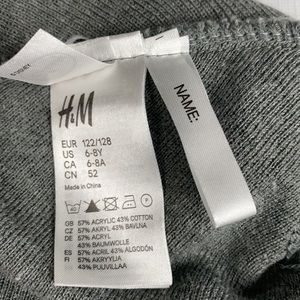 H&M
EUR 122/128
US 6-8Y
CA 6-8A
CN 52
Made in China
GB 57% ACRYLIC 43% COTTON
CZ 57% AKRYL 43% BAVLNA
DE 57% ACRYL
43% BAUMWOLLE
ES 57% ACRIL 43% ALGODÓN
FI 57% AKRYYLIA
43% PUUVILLAA
NAME: